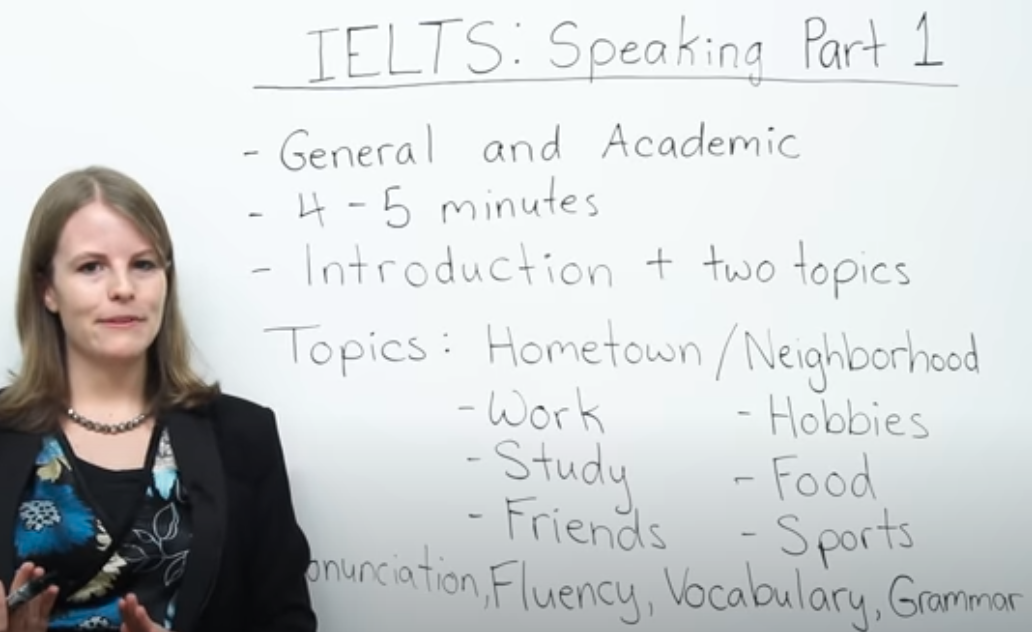 IELTS: Speaking Part 1
- General and Academic
- 4 - 5 minutes
- Introduction + two topics
Topics: Hometown / Neighborhood
- Work - Hobbies
- Study - Food
- Friends - Sports
onunciation, Fluency, Vocabulary, Grammar